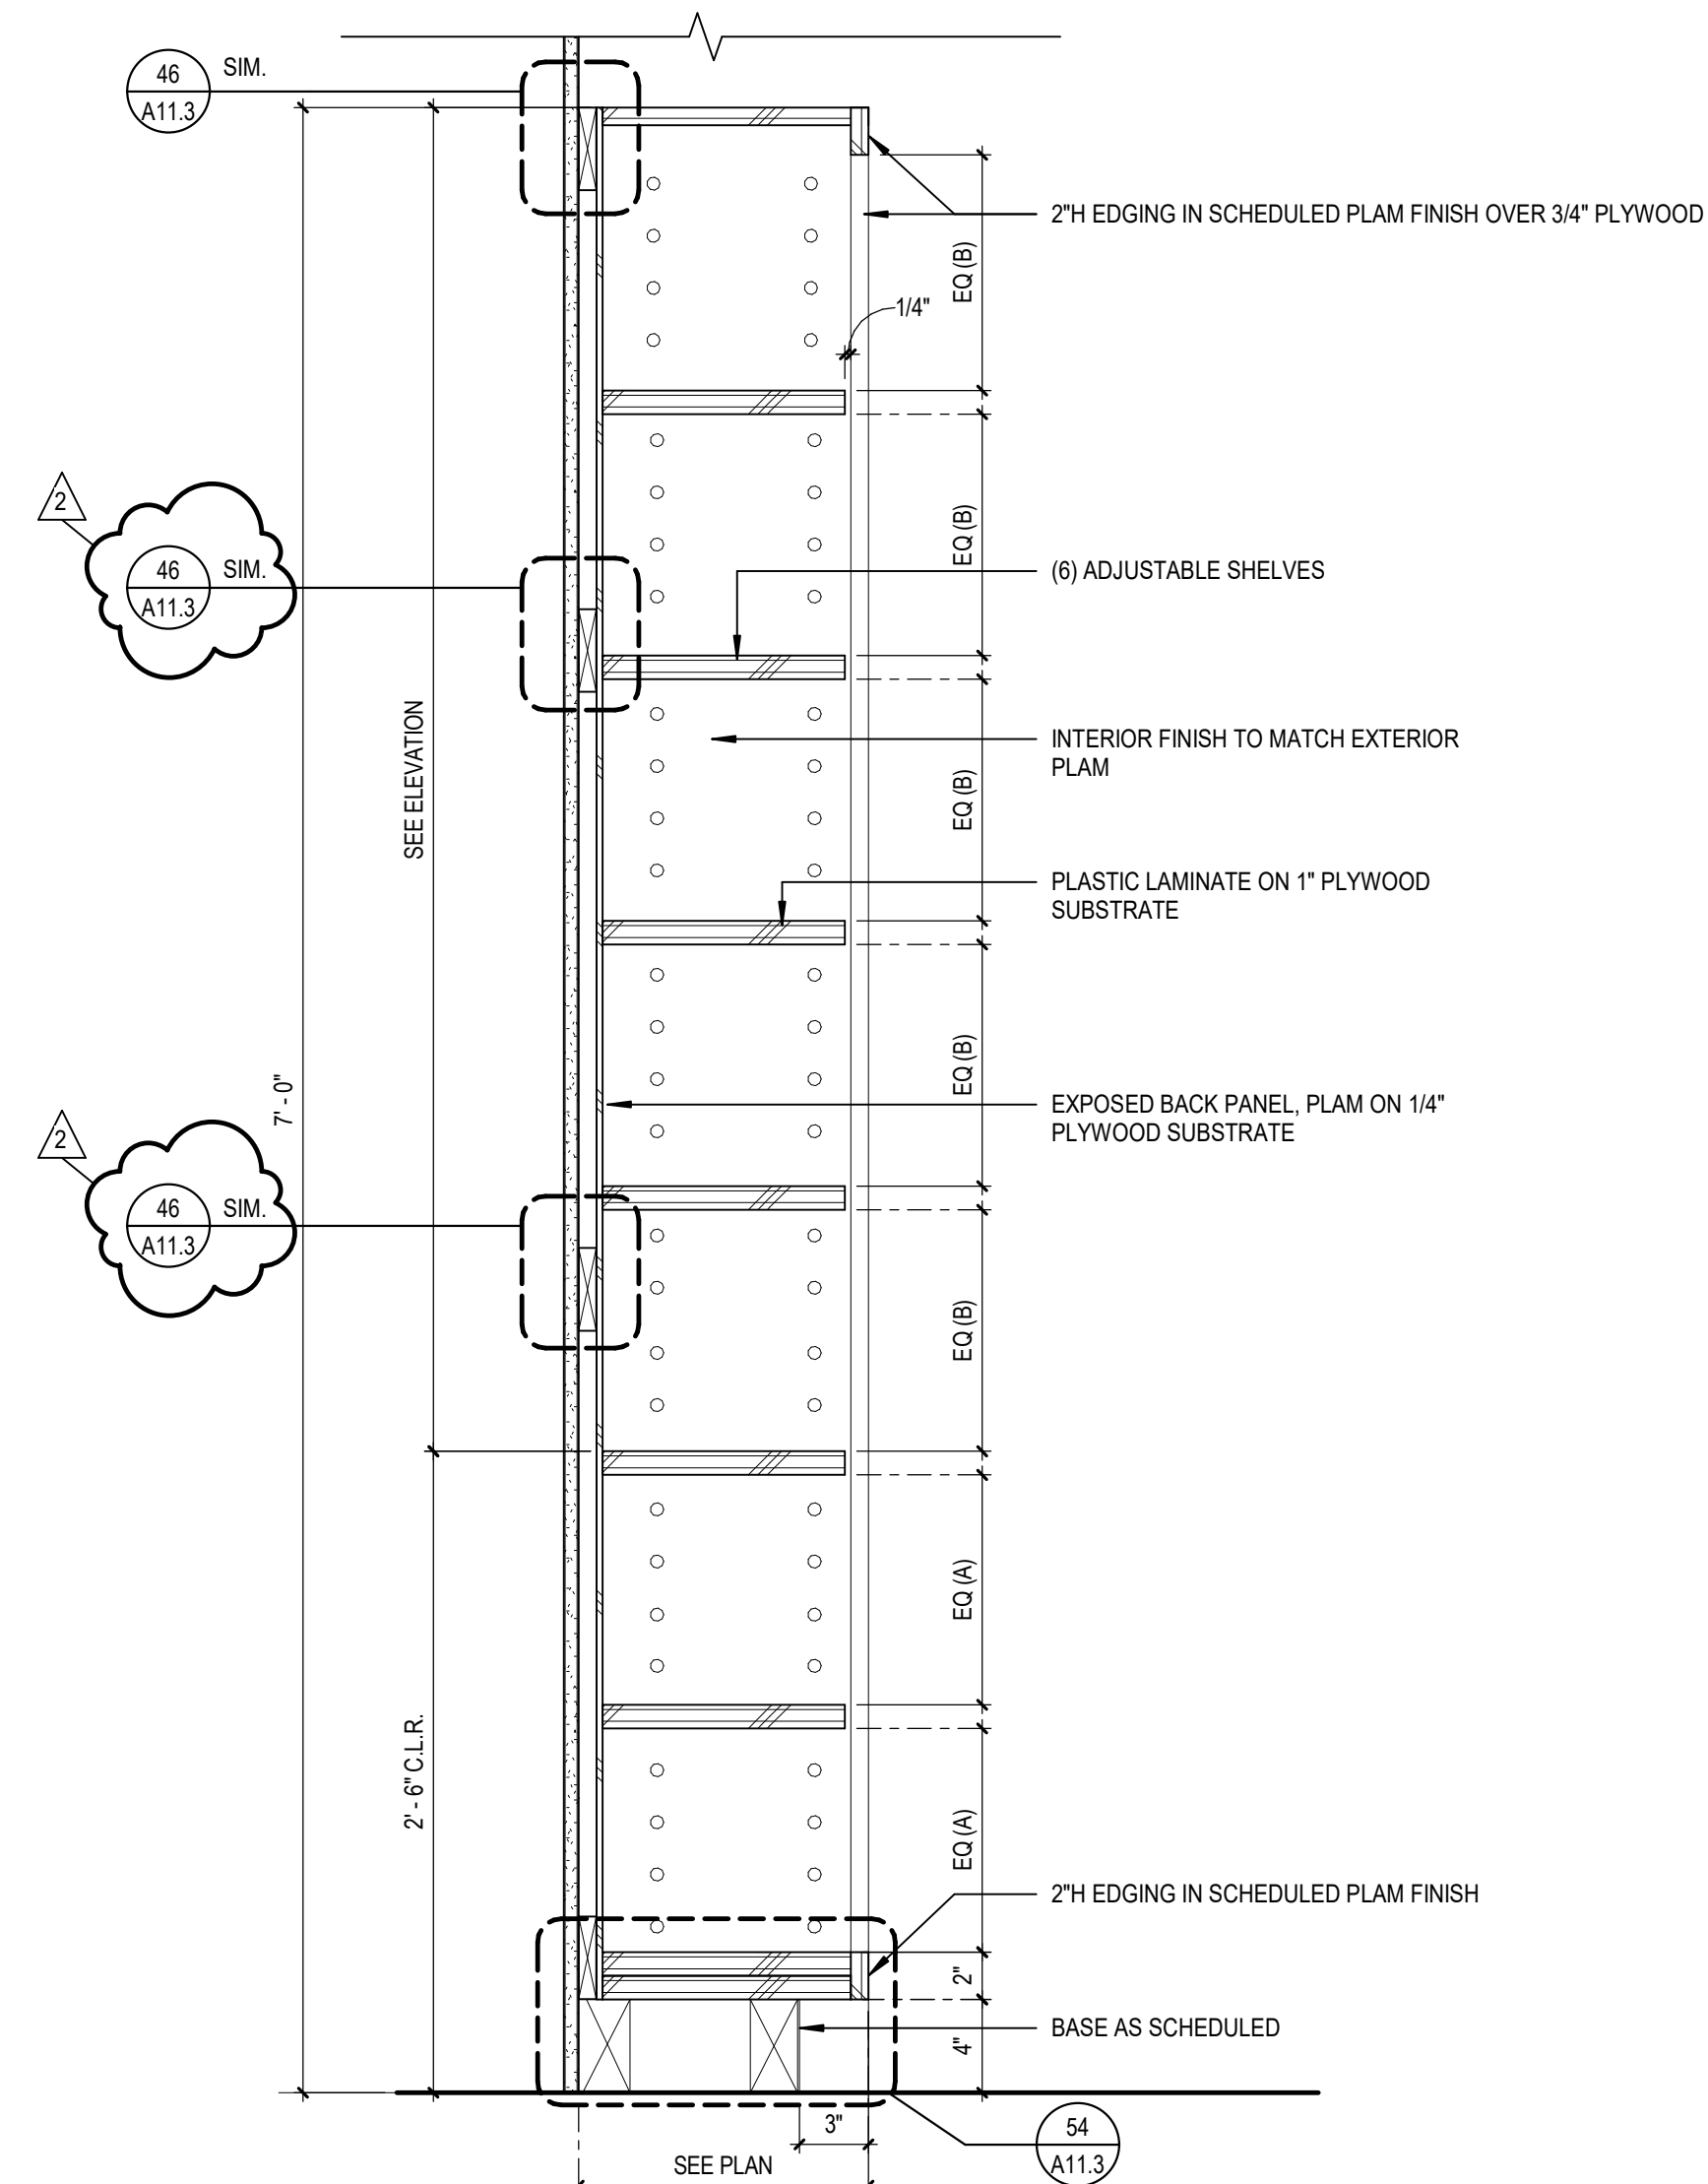 46
SIM.
A11.3
2"H EDGING IN SCHEDULED PLAM FINISH OVER 3/4" PLYWOOD
EQ (B)
1/4"
2
46
SIM.
A11.3
EQ (B)
(6) ADJUSTABLE SHELVES
SEE ELEVATION
INTERIOR FINISH TO MATCH EXTERIOR
PLAM
EQ (B)
PLASTIC LAMINATE ON 1" PLYWOOD
SUBSTRATE
EQ (B)
7' - 0"
EXPOSED BACK PANEL, PLAM ON 1/4"
PLYWOOD SUBSTRATE
2
46
SIM.
A11.3
EQ (B)
EQ (A)
2' - 6" C.L.R.
EQ (A)
2"H EDGING IN SCHEDULED PLAM FINISH
2"
BASE AS SCHEDULED
4"
3"
54
A11.3
SEE PLAN